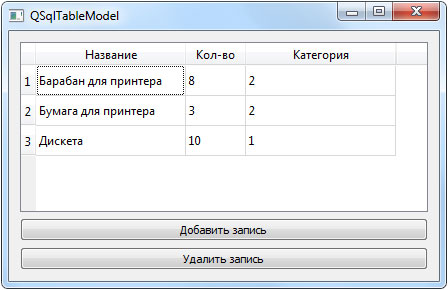 QSqlTableModel
Название Кол-во Категория
1 Барабан для принтера 8 2
2 Бумага для принтера 3 2
3 Дискета 10 1
Добавить запись
Удалить запись